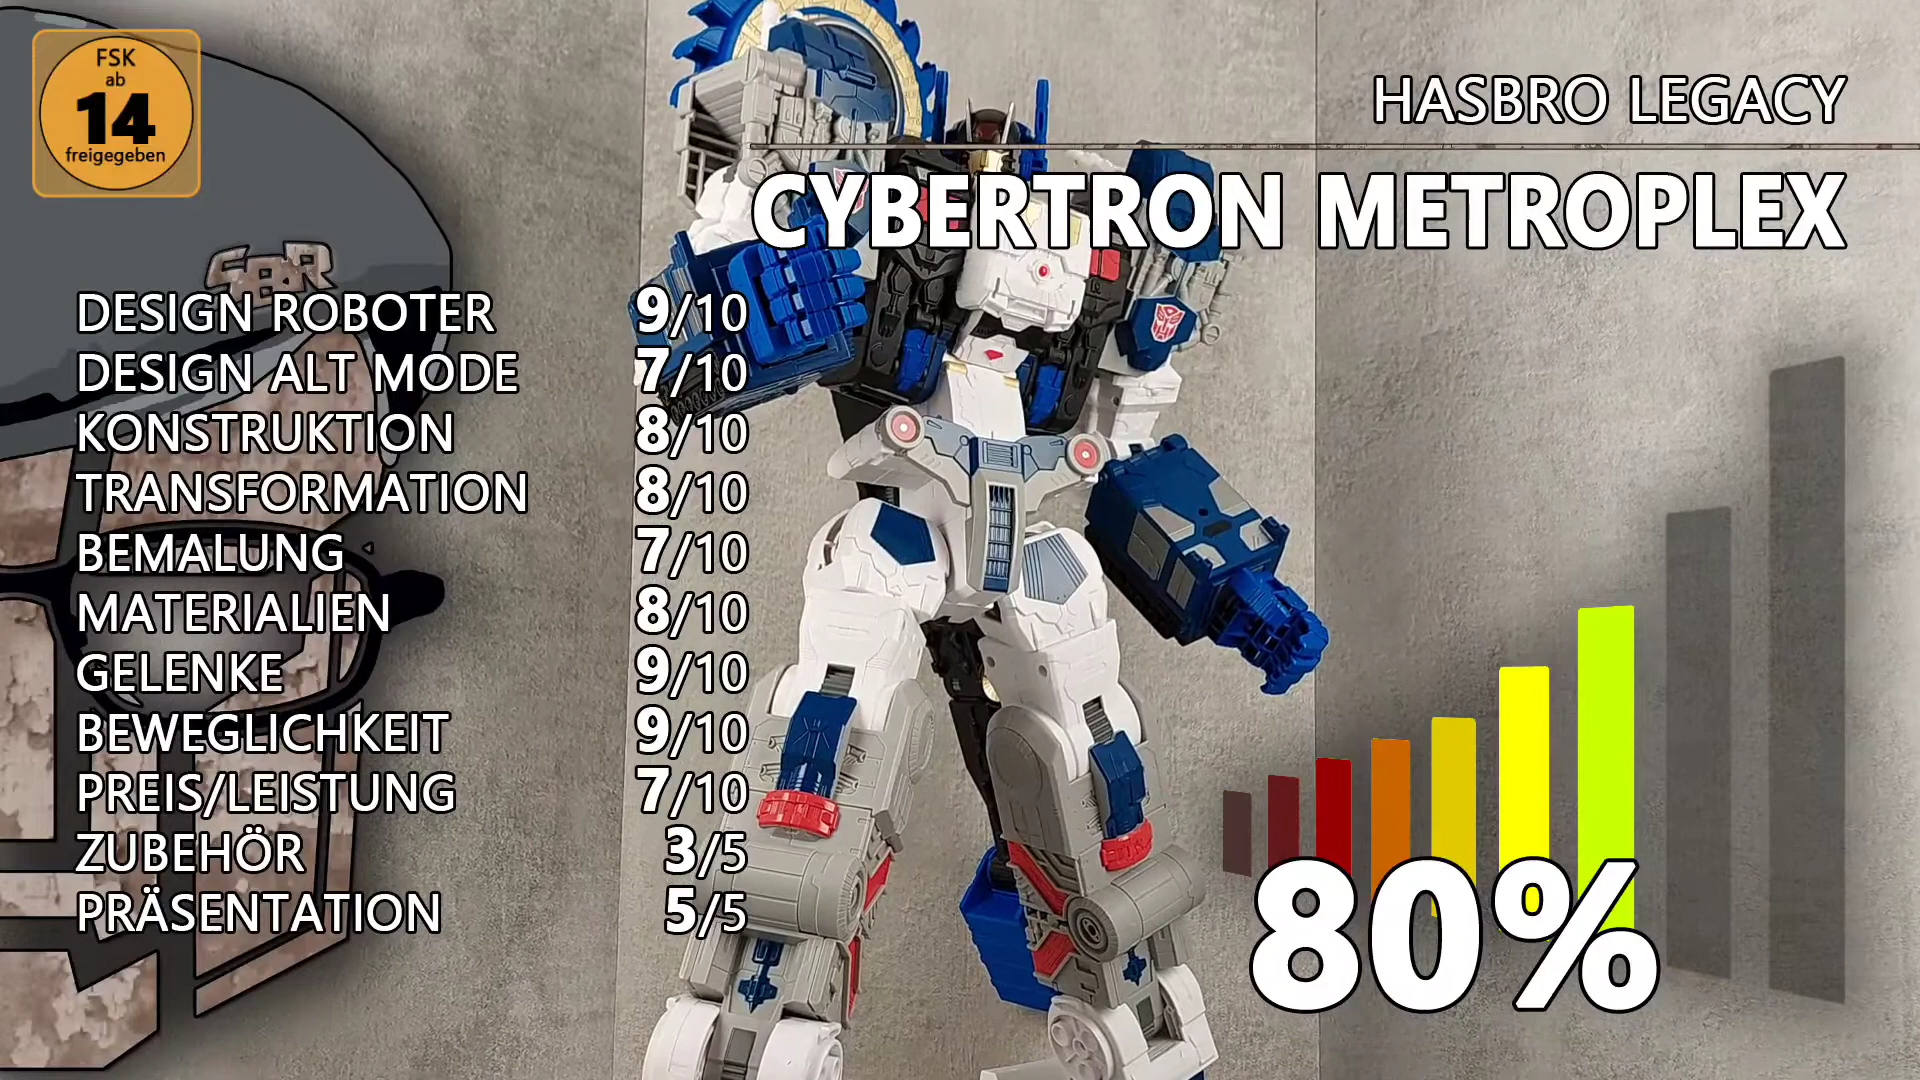 FSK
ab
14
freigegeben
HASBRO LEGACY
CYBERTRON METROPLEX
GBR
DESIGN ROBOTER 9/10
DESIGN ALT MODE 7/10
KONSTRUKTION 8/10
TRANSFORMATION 8/10
BEMALUNG 7/10
MATERIALIEN 8/10
GELENKE 9/10
BEWEGLICHKEIT 9/10
PREIS/LEISTUNG 7/10
ZUBEHÖR 3/5
PRÄSENTATION 5/5
80%